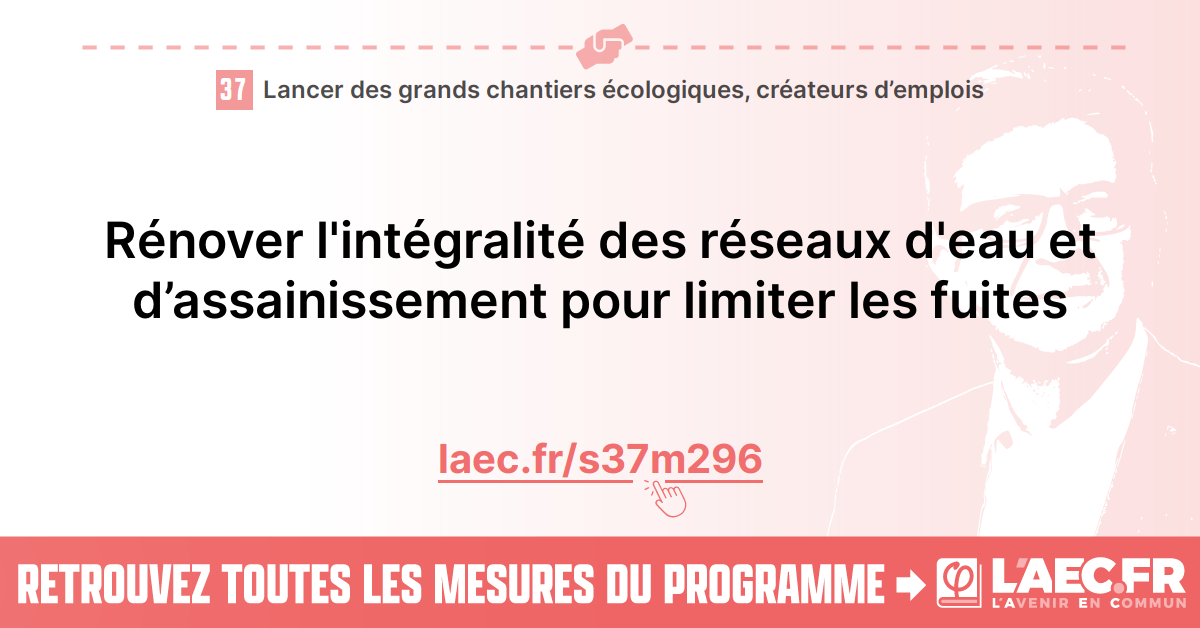 37 Lancer des grands chantiers écologiques, créateurs d’emplois
Rénover l'intégralité des réseaux d'eau et
d’assainissement pour limiter les fuites
laec.fr/s37m296
RETROUVEZ TOUTES LES MESURES DU PROGRAMME
φ L'AEC.FR
L'AVENIR EN COMMUN